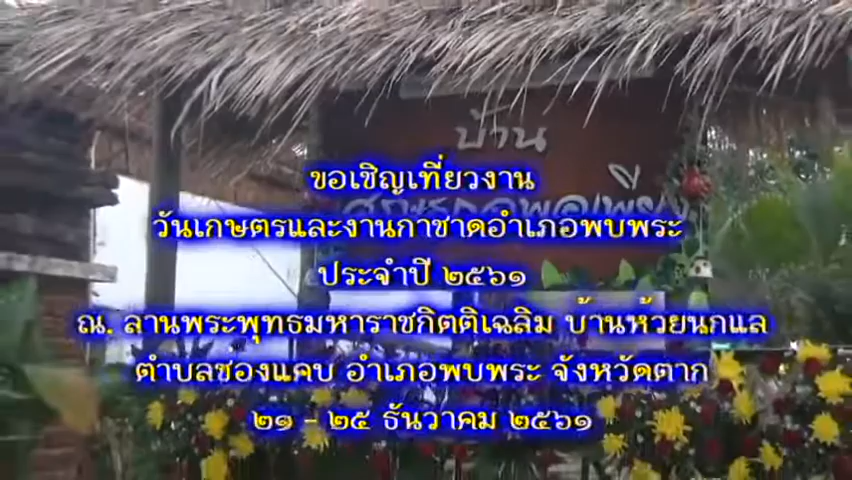 บ้าน
ขอเชิญเที่ยวงาน
วันเกษตรและงานกาชาดอำเภอพบพระ
ประจำปี ๒๕๖๑
ณ. ลานพระพุทธมหาราชกิตติเฉลิม บ้านห้วยนกแล
ตำบลช่องแคบ อำเภอพบพระ จังหวัดตาก
๒๑ - ๒๕ ธันวาคม ๒๕๖๑